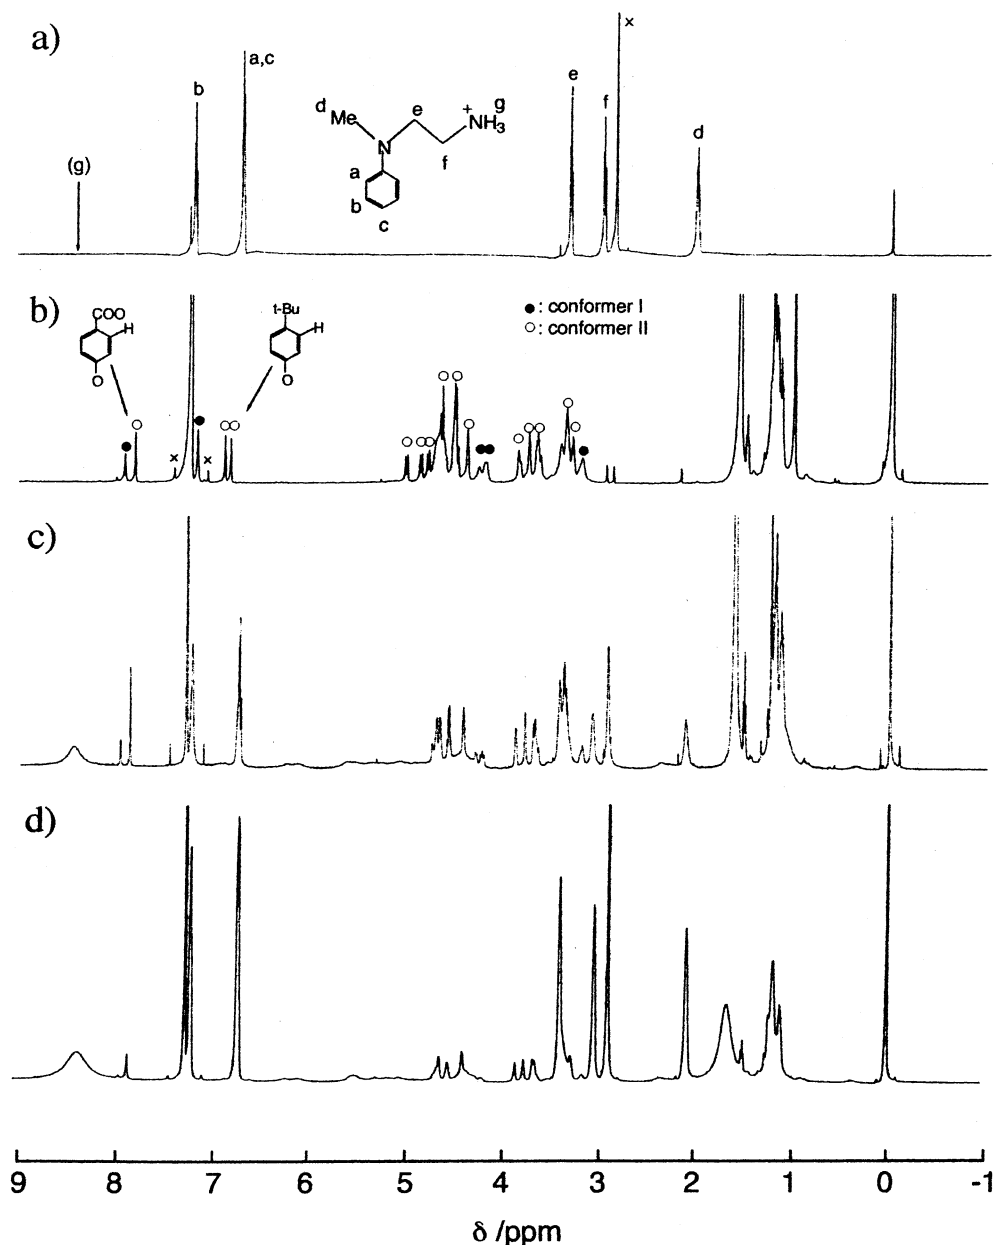 a)
b
a,c
(g)
d
Me
e
+
NH3
g
N
f
a
b
c
e
f
×
d
b)
COO
H
O
t-Bu
H
O
● : conformer I
○ : conformer II
×
×
c)
d)
9 8 7 6 5 4 3 2 1 0 -1
δ /ppm